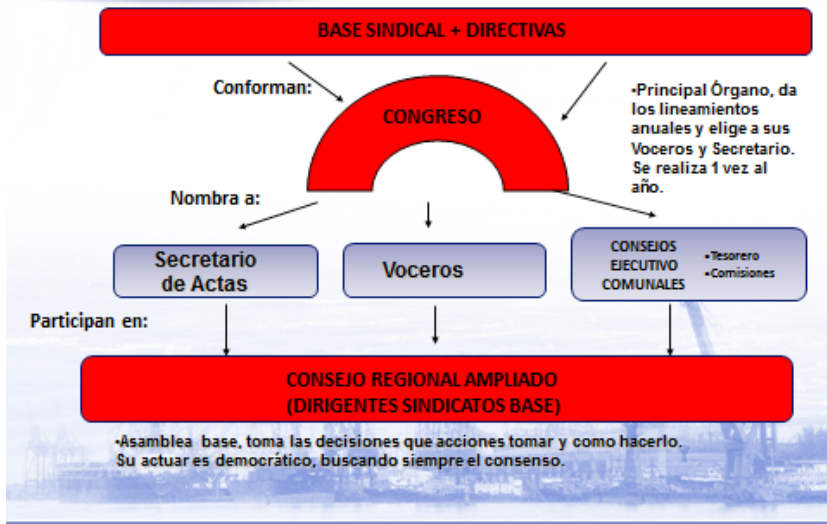 BASE SINDICAL + DIRECTIVAS
Conforman:
CONGRESO
•Principal Órgano, da
los lineamientos
anuales y elige a sus
Voceros y Secretario.
Se realiza 1 vez al
año.
Nombra a:
Secretario
de Actas
Voceros
CONSEJOS
EJECUTIVO
COMUNALES
•Tesorero
•Comisiones
Participan en:
CONSEJO REGIONAL AMPLIADO
(DIRIGENTES SINDICATOS BASE)
•Asamblea base, toma las decisiones que acciones tomar y como hacerlo.
Su actuar es democrático, buscando siempre el consenso.